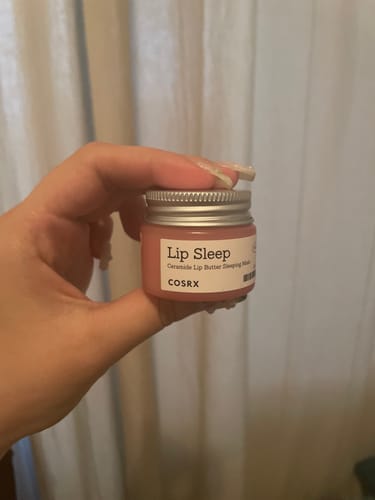 Lip Sleep
Ceramide Lip Butter Sleeping Mask
COSRX